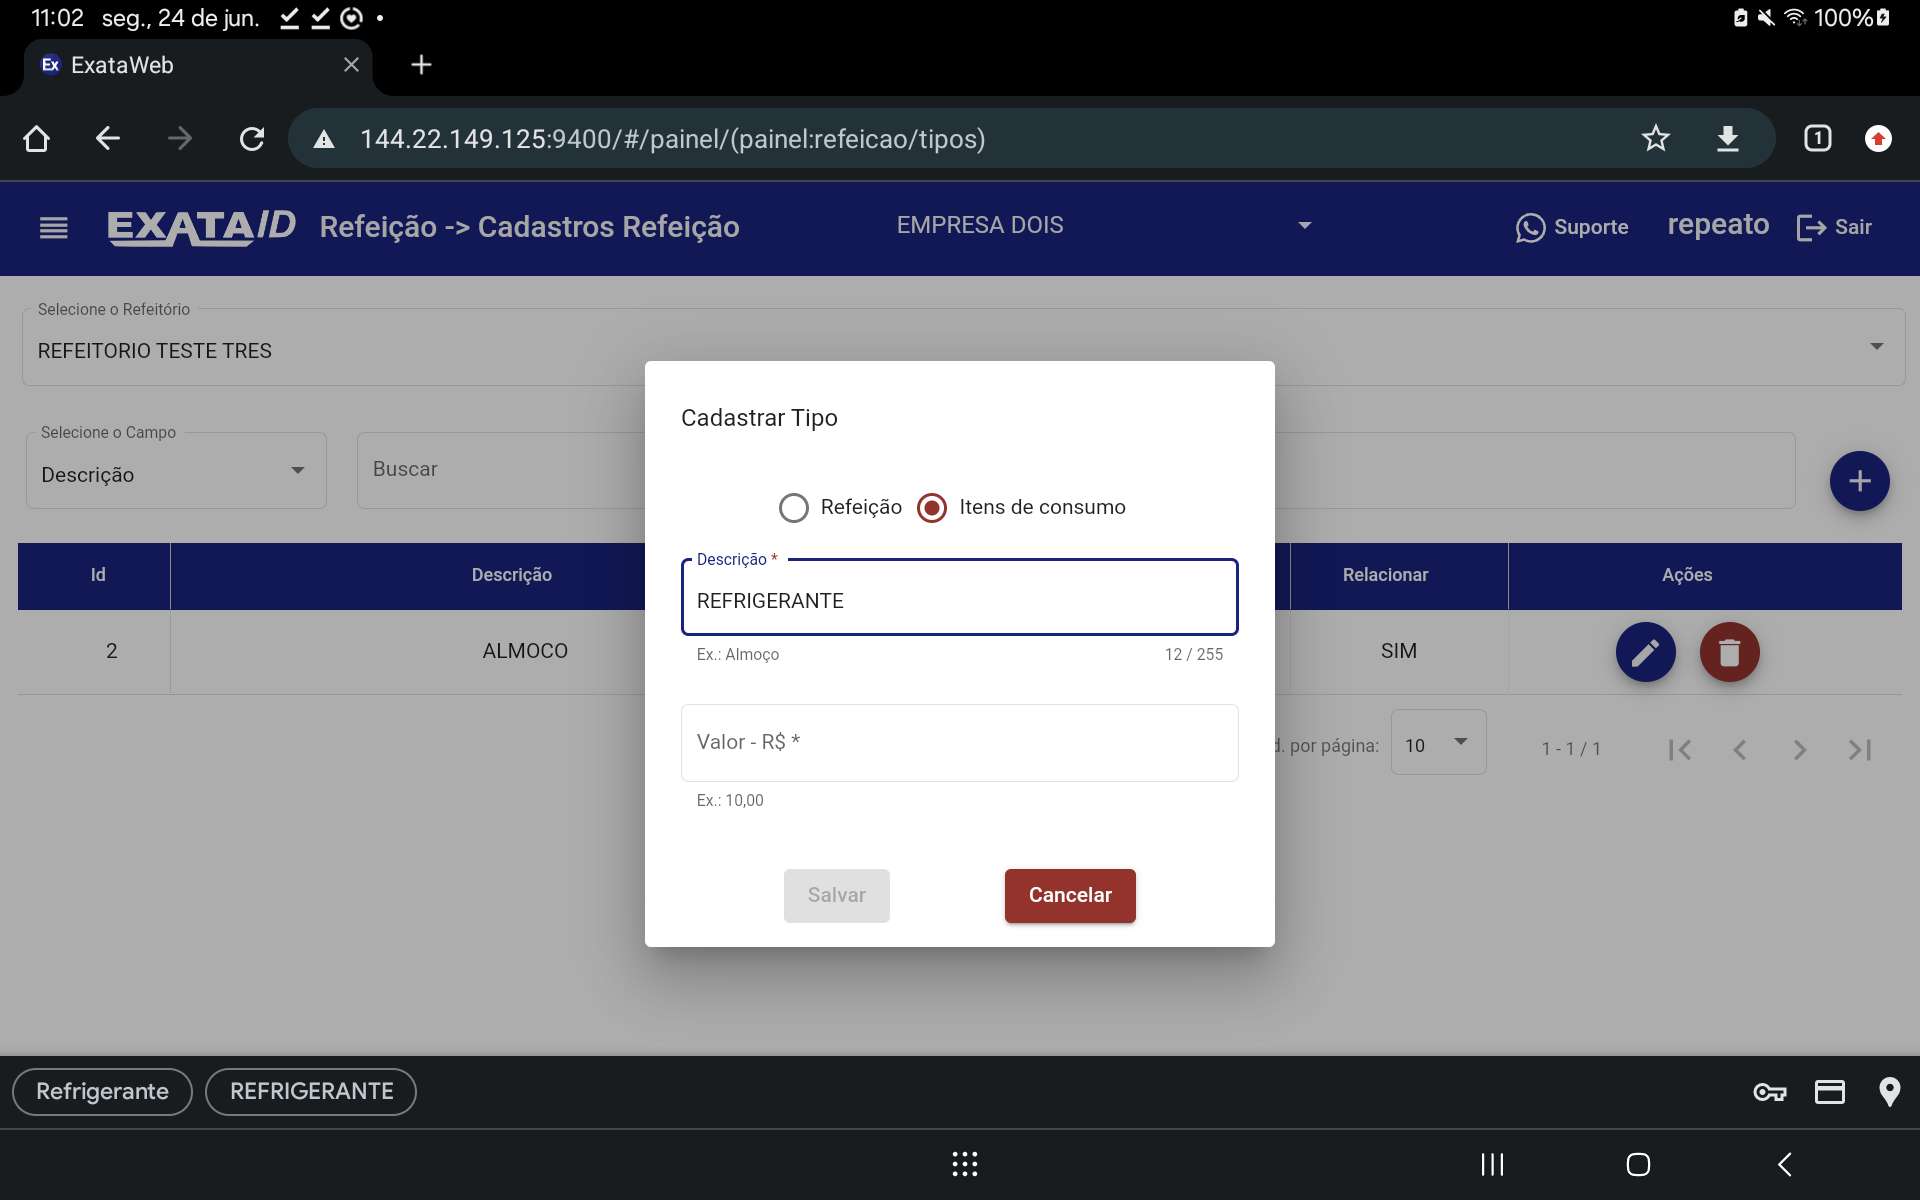 11:02 seg., 24 de jun. 100%
Ex ExataWeb
144.22.149.125:9400/#/painel/(painel:refeicao/tipos) 1
EXATAID Refeição -> Cadastros Refeição EMPRESA DOIS Suporte repeato Sair
Selecione o Refeitório
REFEITORIO TESTE TRES
Selecione o Campo
Descrição
Buscar
Id Descrição Relacionar Ações
2 ALMOCO SIM
d. por página: 10 1 - 1 / 1
Cadastrar Tipo
Refeição Itens de consumo
Descrição *
REFRIGERANTE
Ex.: Almoço 12 / 255
Valor - R$ *
Ex.: 10,00
Salvar Cancelar
Refrigerante REFRIGERANTE